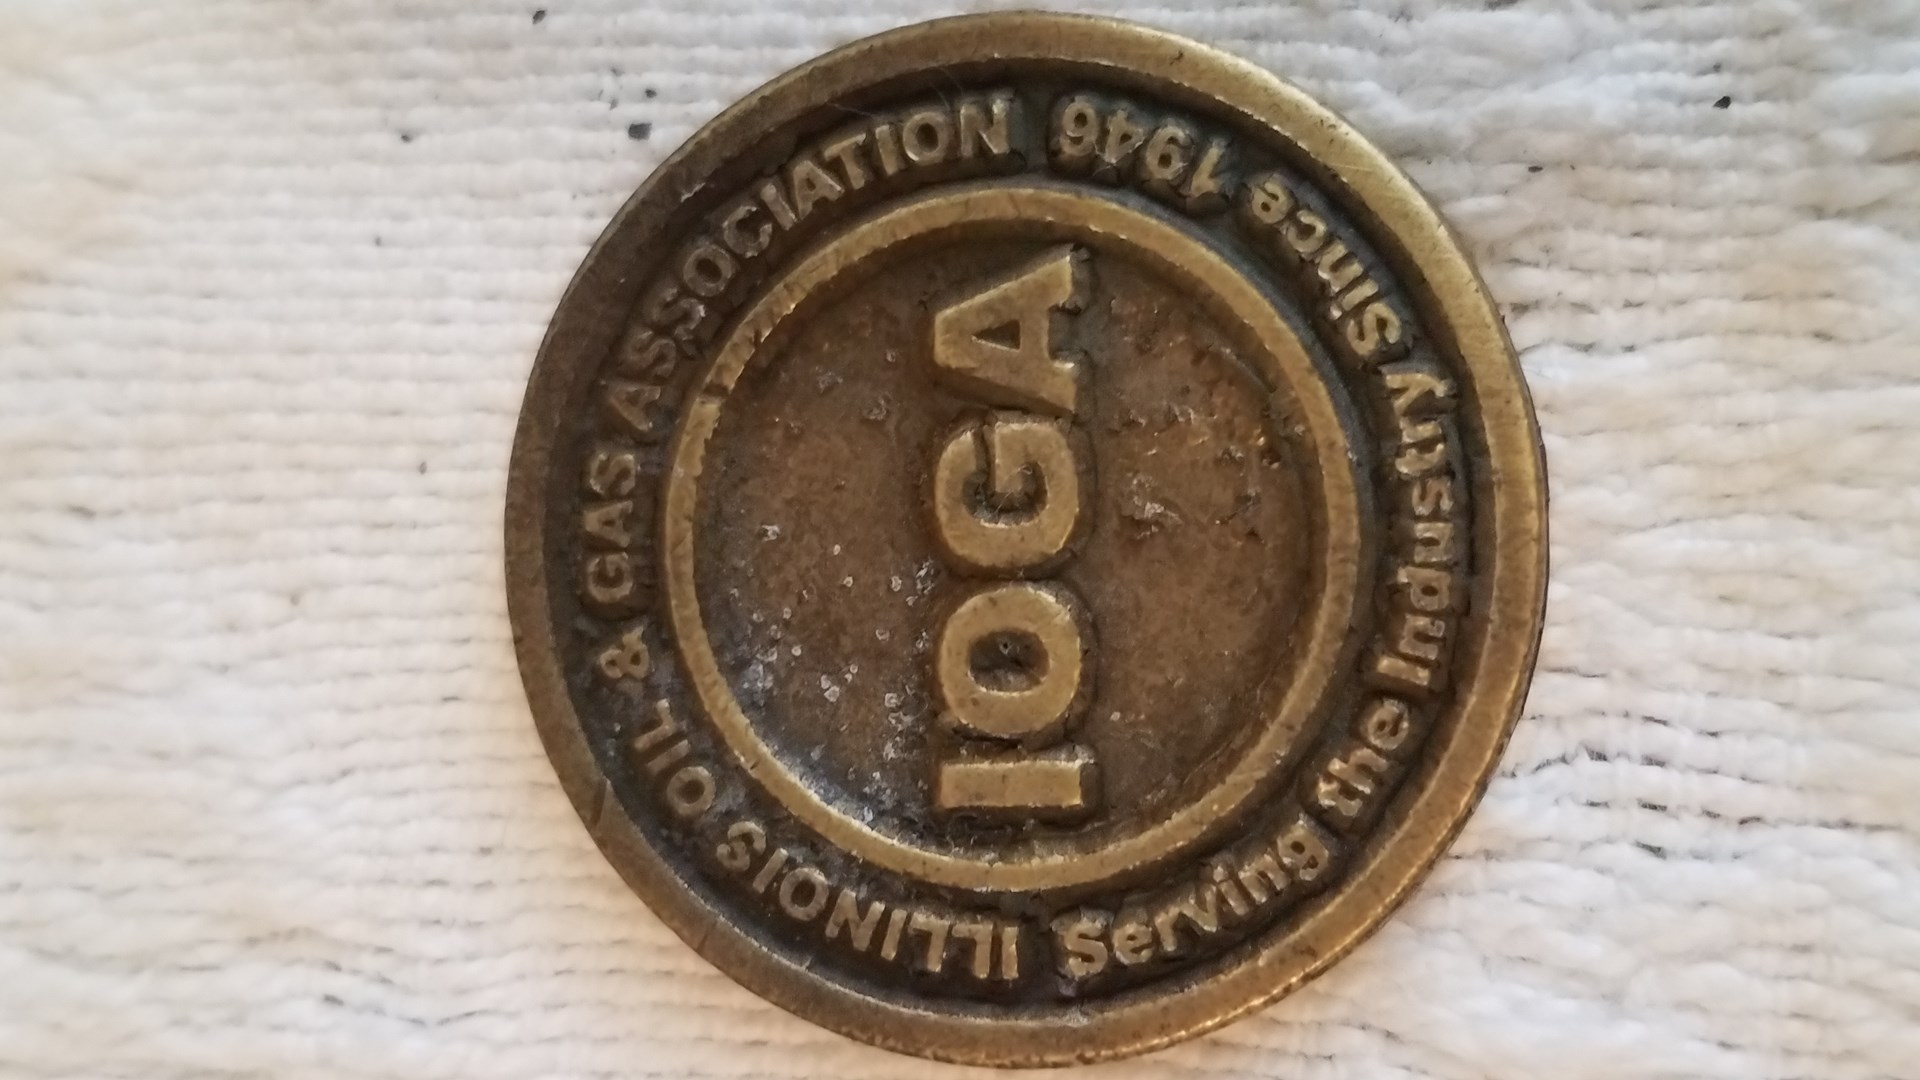 ILLINOIS OIL & GAS ASSOCIATION
IOGA
Serving the Industry Since 1946